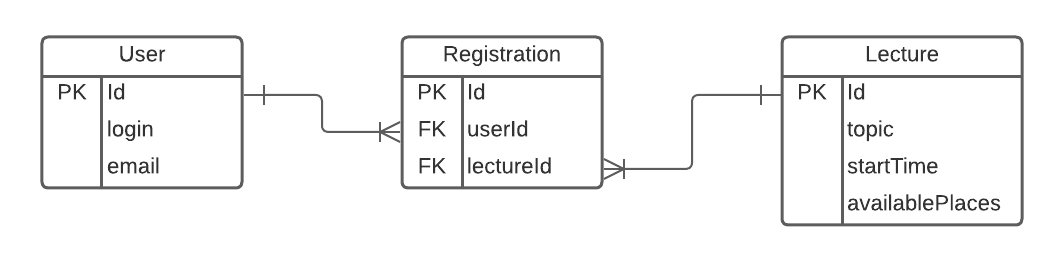 User
PK Id
login
email
Registration
PK Id
FK userId
FK lectureId
Lecture
PK Id
topic
startTime
availablePlaces